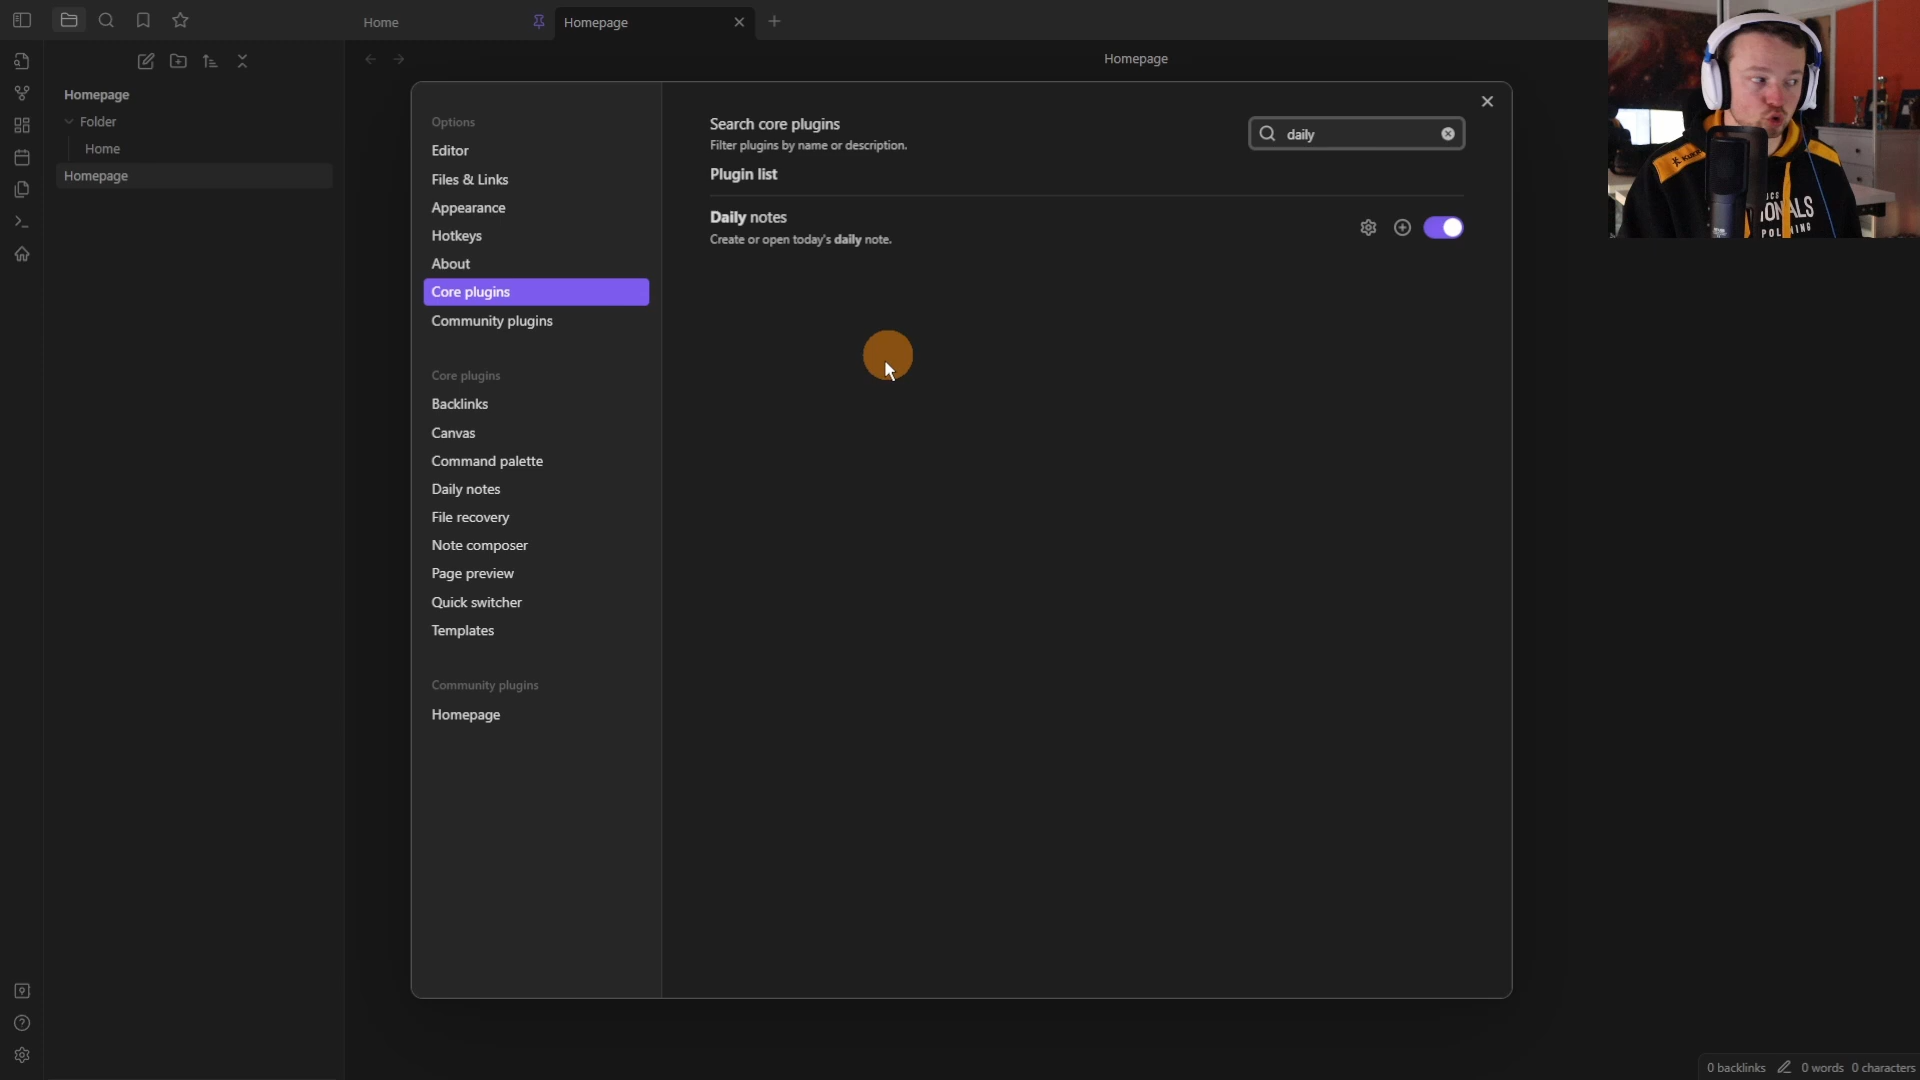 Home
Homepage
Homepage
Homepage
Folder
Home
Homepage
Options
Editor
Files & Links
Appearance
Hotkeys
About
Core plugins
Community plugins
Core plugins
Backlinks
Canvas
Command palette
Daily notes
File recovery
Note composer
Page preview
Quick switcher
Templates
Community plugins
Homepage
Search core plugins
Filter plugins by name or description.
daily
Plugin list
Daily notes
Create or open today's daily note.
0 backlinks 0 words 0 characters